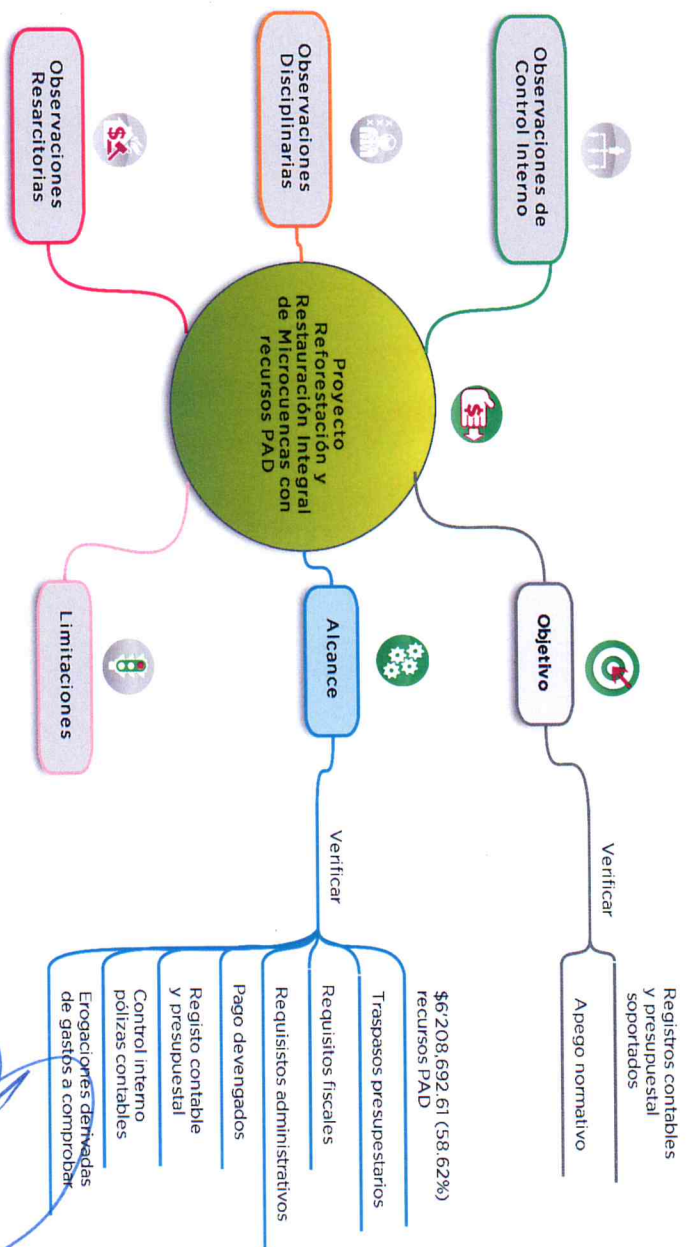 Proyecto
Reforestación y
Restauración Integral
de Microcuencas con
recursos PAD
Observaciones de
Control Interno
Observaciones
Disciplinarias
Observaciones
Resarcitorias
Objetivo
Verificar
Registros contables
y presupuestal
soportados
Apego normativo
Alcance
Verificar
$6'208,692.61 (58.62%)
recursos PAD
Traspasos presupestarios
Requisitos fiscales
Requisistos administrativos
Pago devengados
Registo contable
y presupuestal
Control interno
pólizas contables
Erogaciones derivadas
de gastos a comprobar
Limitaciones